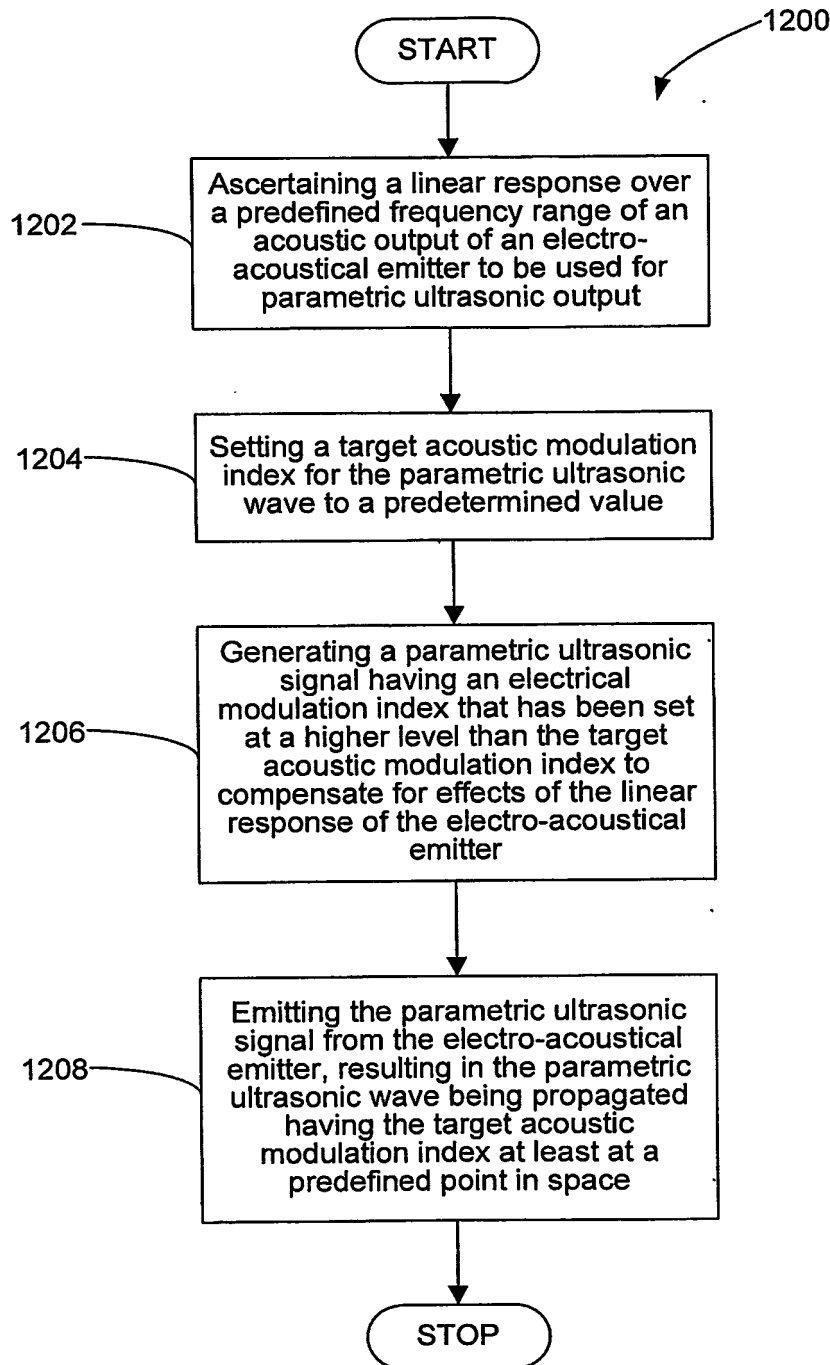 1200
START
1202
Ascertaining a linear response over
a predefined frequency range of an
acoustic output of an electro-
acoustical emitter to be used for
parametric ultrasonic output
1204
Setting a target acoustic modulation
index for the parametric ultrasonic
wave to a predetermined value
1206
Generating a parametric ultrasonic
signal having an electrical
modulation index that has been set
at a higher level than the target
acoustic modulation index to
compensate for effects of the linear
response of the electro-acoustical
emitter
1208
Emitting the parametric ultrasonic
signal from the electro-acoustical
emitter, resulting in the parametric
ultrasonic wave being propagated
having the target acoustic
modulation index at least at a
predefined point in space
STOP